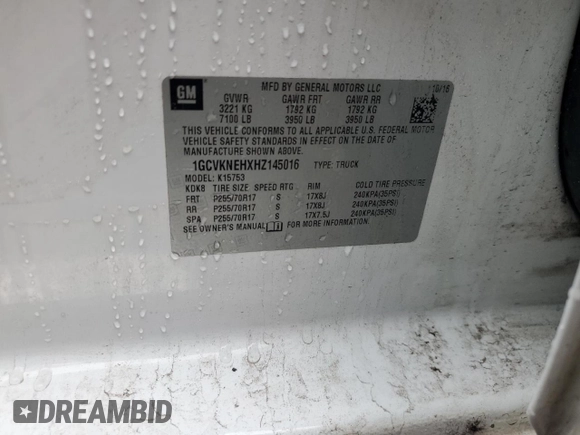 GM
MFD BY GENERAL MOTORS LLC
GVWR GAWR FRT GAWR RR
3221 KG 1792 KG 1792 KG
7100 LB 3950 LB 3950 LB
THIS VEHICLE CONFORMS TO ALL APPLICABLE U.S. FEDERAL MOTOR
VEHICLE SAFETY STANDARDS IN EFFECT ON THE DATE OF
MANUFACTURE SHOWN ABOVE.
1GCVKNEHXHZ145016 TYPE: TRUCK
MODEL: K15753
KDK8 TIRE SIZE SPEED RTG RIM COLD TIRE PRESSURE
FRT P255/70R17 S 17X8J 240KPA(35PSI)
RR P255/70R17 S 17X8J 240KPA(35PSI)
SPA P255/70R17 S 17X7.5J 240KPA(35PSI)
SEE OWNER'S MANUAL FOR MORE INFORMATION.
DREAMBID